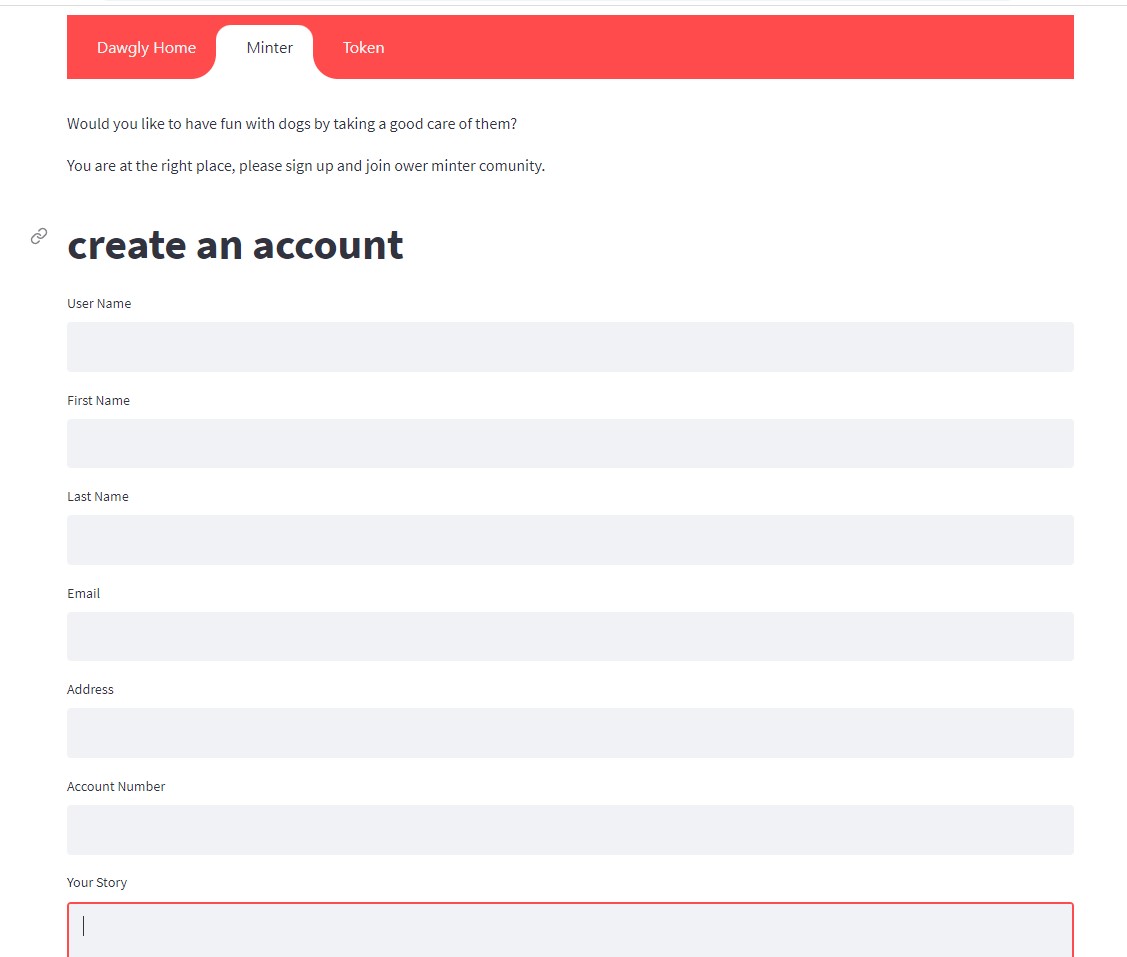 Dawgly Home Minter Token
Would you like to have fun with dogs by taking a good care of them?
You are at the right place, please sign up and join ower minter comunity.
create an account
User Name
First Name
Last Name
Email
Address
Account Number
Your Story